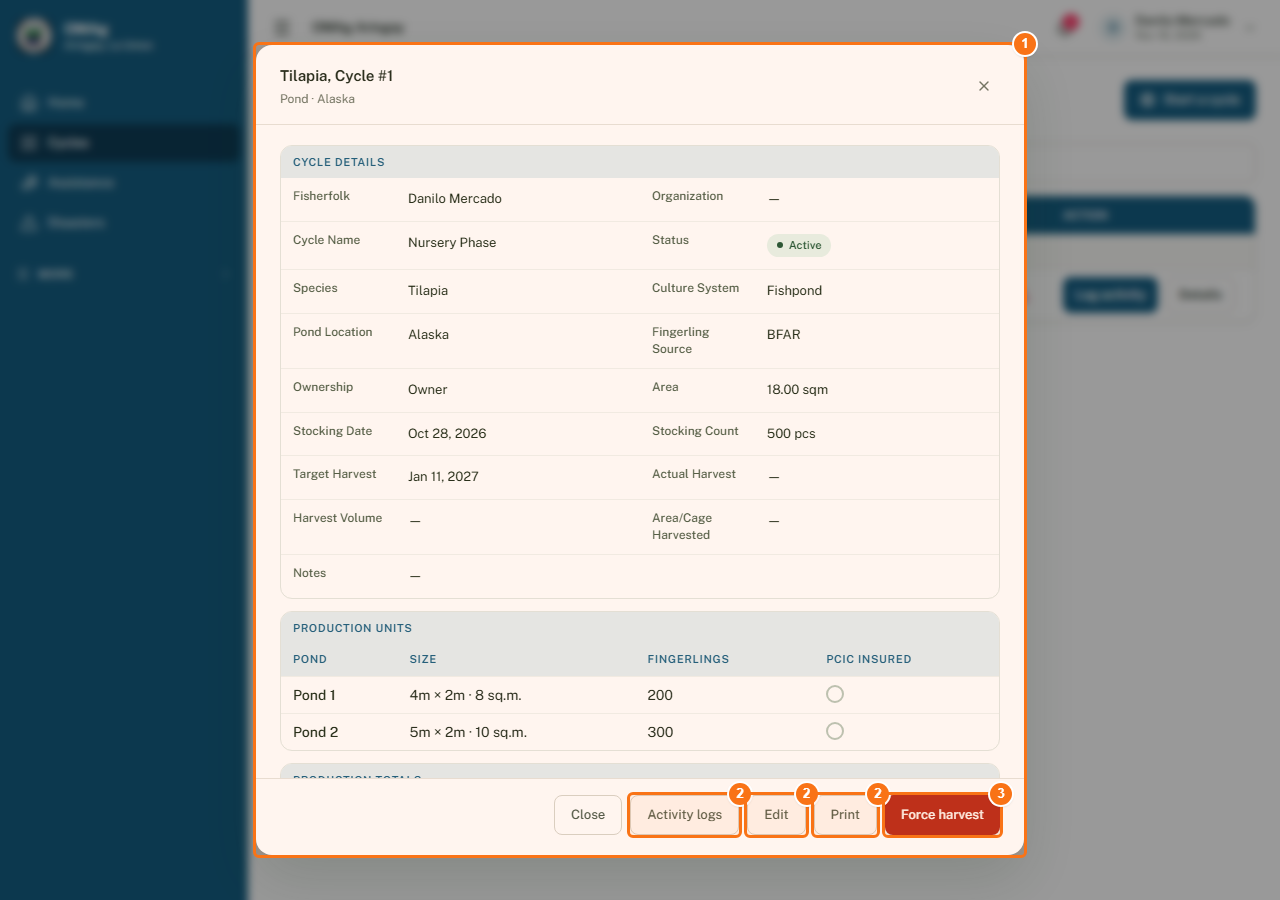 Tilapia, Cycle #1
Pond · Alaska
1
CYCLE DETAILS
Fisherfolk Danilo Mercado Organization —
Cycle Name Nursery Phase Status Active
Species Tilapia Culture System Fishpond
Pond Location Alaska Fingerling Source BFAR
Ownership Owner Area 18.00 sqm
Stocking Date Oct 28, 2026 Stocking Count 500 pcs
Target Harvest Jan 11, 2027 Actual Harvest —
Harvest Volume — Area/Cage Harvested —
Notes —
PRODUCTION UNITS
POND SIZE FINGERLINGS PCIC INSURED
Pond 1 4m × 2m · 8 sq.m. 200
Pond 2 5m × 2m · 10 sq.m. 300
PRODUCTION TOTALS
2 2 2 3
Close Activity logs Edit Print Force harvest